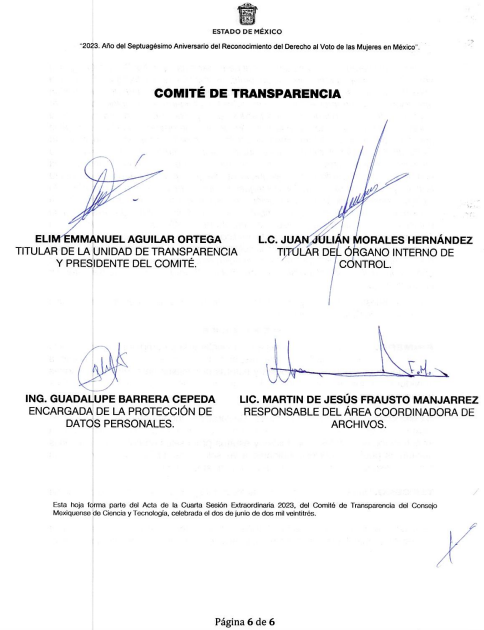 ESTADO DE MÉXICO
"2023. Año del Septuagésimo Aniversario del Reconocimiento del Derecho al Voto de las Mujeres en México".
COMITÉ DE TRANSPARENCIA
ELIM EMMANUEL AGUILAR ORTEGA
TITULAR DE LA UNIDAD DE TRANSPARENCIA
Y PRESIDENTE DEL COMITÉ.
L.C. JUAN JULIÁN MORALES HERNÁNDEZ
TITULAR DEL ÓRGANO INTERNO DE
CONTROL.
ING. GUADALUPE BARRERA CEPEDA
ENCARGADA DE LA PROTECCIÓN DE
DATOS PERSONALES.
LIC. MARTIN DE JESÚS FRAUSTO MANJARREZ
RESPONSABLE DEL ÁREA COORDINADORA DE
ARCHIVOS.
Esta hoja forma parte del Acta de la Cuarta Sesión Extraordinaria 2023, del Comité de Transparencia del Consejo
Mexiquense de Ciencia y Tecnología, celebrada el dos de junio de dos mil veintitrés.
Página 6 de 6